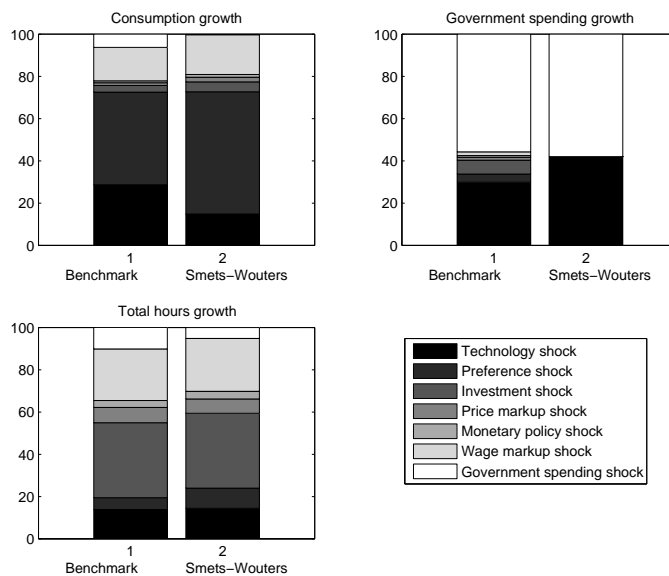 Consumption growth
100
80
60
40
20
0
1
2
Benchmark
Smets−Wouters
Government spending growth
100
80
60
40
20
0
1
2
Benchmark
Smets−Wouters
Total hours growth
100
80
60
40
20
0
1
2
Benchmark
Smets−Wouters
Technology shock
Preference shock
Investment shock
Price markup shock
Monetary policy shock
Wage markup shock
Government spending shock